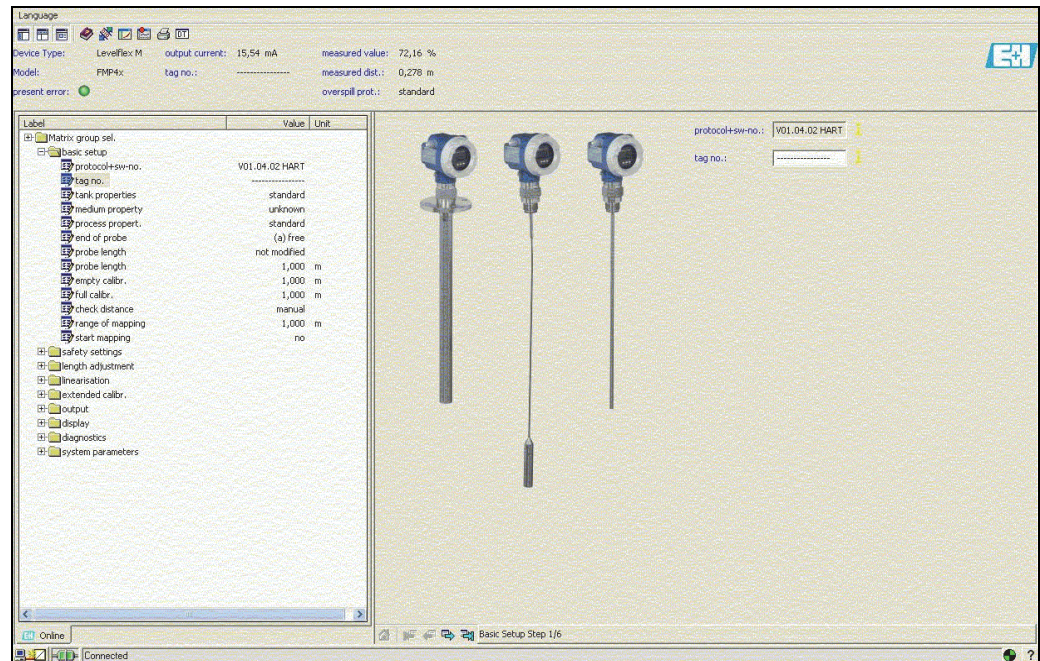 Language
Device Type: Levelflex M output current: 15,54 mA measured value: 72,16 %
Model: FMP4x tag no.: ---------------- measured dist.: 0,278 m
present error: overspill prot.: standard
E+H
Label Value Unit
Matrix group sel.
basic setup
protocol+sw-no. V01.04.02 HART
tag no. ----------------
tank properties standard
medium property unknown
process propert. standard
end of probe (a) free
probe length not modified
probe length 1,000 m
empty calibr. 1,000 m
full calibr. 1,000 m
check distance manual
range of mapping 1,000 m
start mapping no
safety settings
length adjustment
linearisation
extended calibr.
output
display
diagnostics
system parameters
protocol+sw-no.: V01.04.02 HART
tag no.: ----------------
Online
Basic Setup Step 1/6
Connected